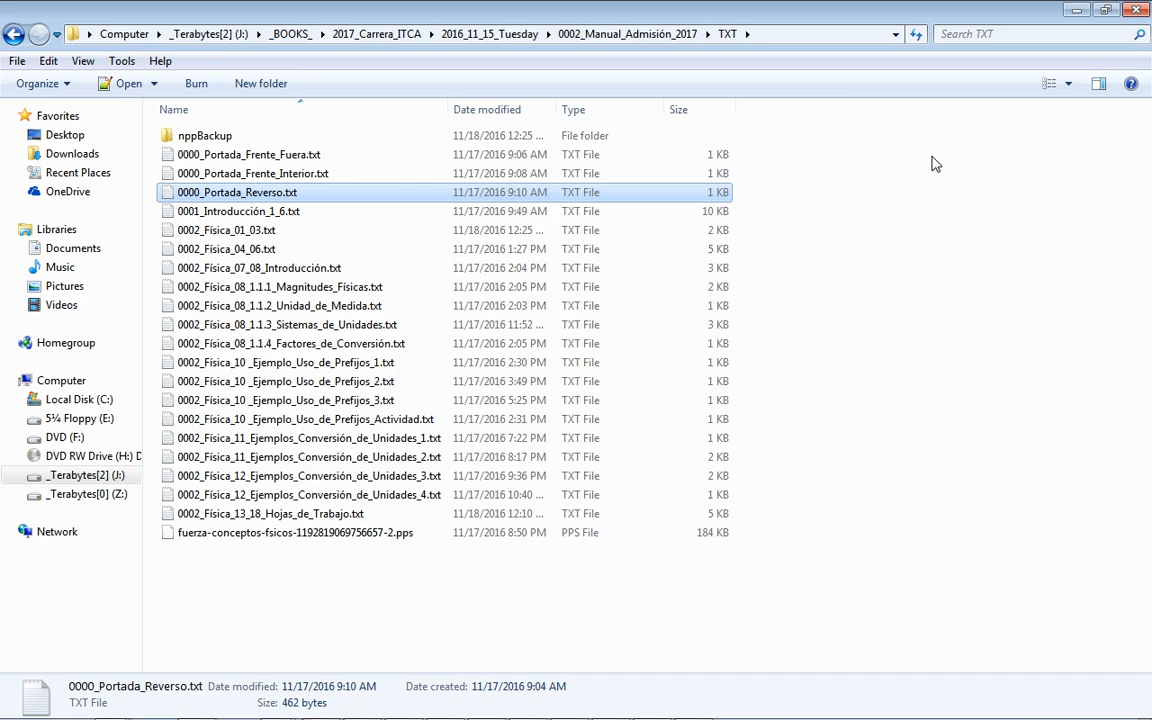 Computer _Terabytes[2] (J:) _BOOKS_ 2017_Carrera_ITCA 2016_11_15_Tuesday 0002_Manual_Admisión_2017 TXT Search TXT
File Edit View Tools Help
Organize Open Burn New folder
Name Date modified Type Size
Favorites
Desktop
Downloads
Recent Places
OneDrive
Libraries
Documents
Music
Pictures
Videos
Homegroup
Computer
Local Disk (C:)
5¼ Floppy (E:)
DVD (F:)
DVD RW Drive (H:) D
_Terabytes[2] (J:)
_Terabytes[0] (Z:)
Network
nppBackup 11/18/2016 12:25 ... File folder
0000_Portada_Frente_Fuera.txt 11/17/2016 9:06 AM TXT File 1 KB
0000_Portada_Frente_Interior.txt 11/17/2016 9:08 AM TXT File 1 KB
0000_Portada_Reverso.txt 11/17/2016 9:10 AM TXT File 1 KB
0001_Introducción_1_6.txt 11/17/2016 9:49 AM TXT File 10 KB
0002_Física_01_03.txt 11/18/2016 12:25 ... TXT File 2 KB
0002_Física_04_06.txt 11/17/2016 1:27 PM TXT File 5 KB
0002_Física_07_08_Introducción.txt 11/17/2016 2:04 PM TXT File 3 KB
0002_Física_08_1.1.1_Magnitudes_Físicas.txt 11/17/2016 2:05 PM TXT File 2 KB
0002_Física_08_1.1.2_Unidad_de_Medida.txt 11/17/2016 2:03 PM TXT File 1 KB
0002_Física_08_1.1.3_Sistemas_de_Unidades.txt 11/17/2016 11:52 ... TXT File 3 KB
0002_Física_08_1.1.4_Factores_de_Conversión.txt 11/17/2016 2:05 PM TXT File 1 KB
0002_Física_10 _Ejemplo_Uso_de_Prefijos_1.txt 11/17/2016 2:30 PM TXT File 1 KB
0002_Física_10 _Ejemplo_Uso_de_Prefijos_2.txt 11/17/2016 3:49 PM TXT File 1 KB
0002_Física_10 _Ejemplo_Uso_de_Prefijos_3.txt 11/17/2016 5:25 PM TXT File 1 KB
0002_Física_10 _Ejemplo_Uso_de_Prefijos_Actividad.txt 11/17/2016 2:31 PM TXT File 1 KB
0002_Física_11_Ejemplos_Conversión_de_Unidades_1.txt 11/17/2016 7:22 PM TXT File 1 KB
0002_Física_11_Ejemplos_Conversión_de_Unidades_2.txt 11/17/2016 8:17 PM TXT File 2 KB
0002_Física_12_Ejemplos_Conversión_de_Unidades_3.txt 11/17/2016 9:36 PM TXT File 2 KB
0002_Física_12_Ejemplos_Conversión_de_Unidades_4.txt 11/17/2016 10:40 ... TXT File 1 KB
0002_Física_13_18_Hojas_de_Trabajo.txt 11/18/2016 12:10 ... TXT File 5 KB
fuerza-conceptos-fsicos-1192819069756657-2.pps 11/17/2016 8:50 PM PPS File 184 KB
0000_Portada_Reverso.txt Date modified: 11/17/2016 9:10 AM Date created: 11/17/2016 9:04 AM
TXT File Size: 462 bytes